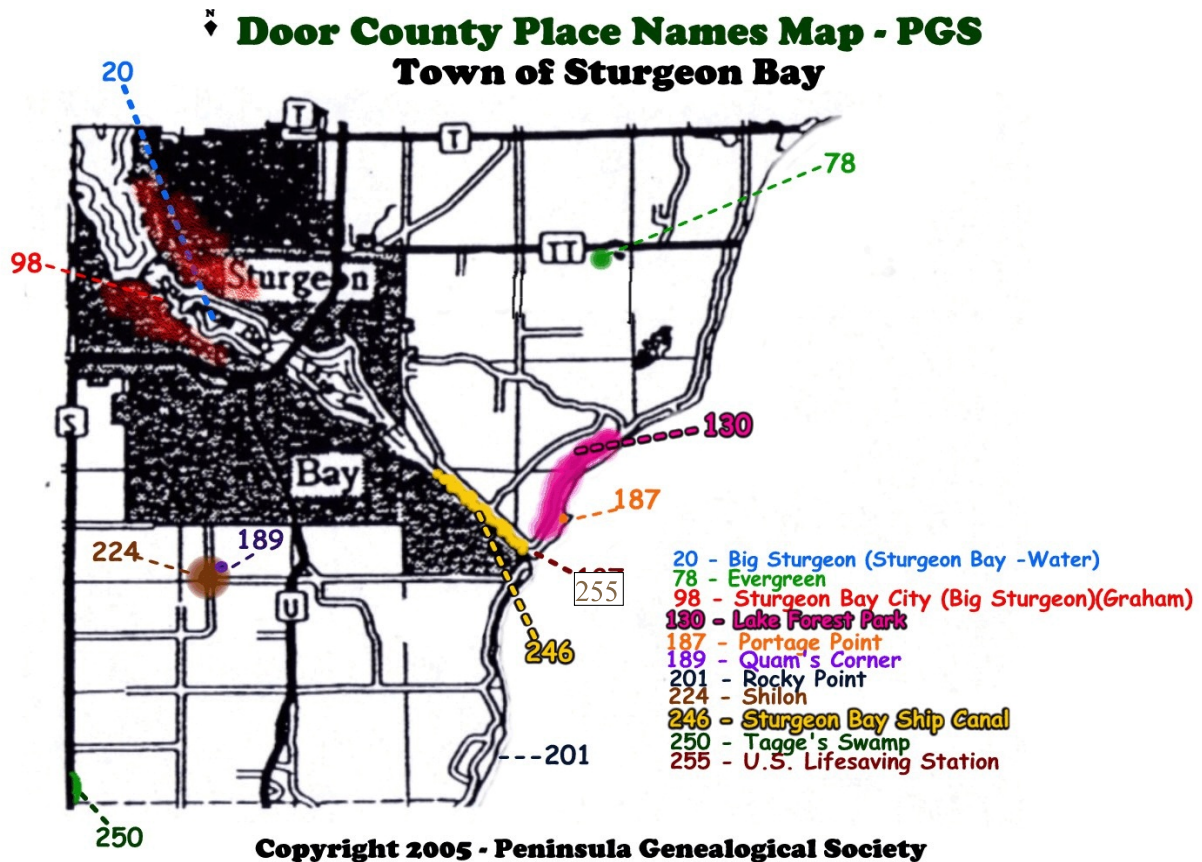 N
Door County Place Names Map - PGS
Town of Sturgeon Bay
20
T
T
78
TT
98
Sturgeon
S
130
Bay
187
189
224
255
U
246
201
250
20 - Big Sturgeon (Sturgeon Bay -Water)
78 - Evergreen
98 - Sturgeon Bay City (Big Sturgeon)(Graham)
130 - Lake Forest Park
187 - Portage Point
189 - Quam's Corner
201 - Rocky Point
224 - Shiloh
246 - Sturgeon Bay Ship Canal
250 - Tagge's Swamp
255 - U.S. Lifesaving Station
Copyright 2005 - Peninsula Genealogical Society